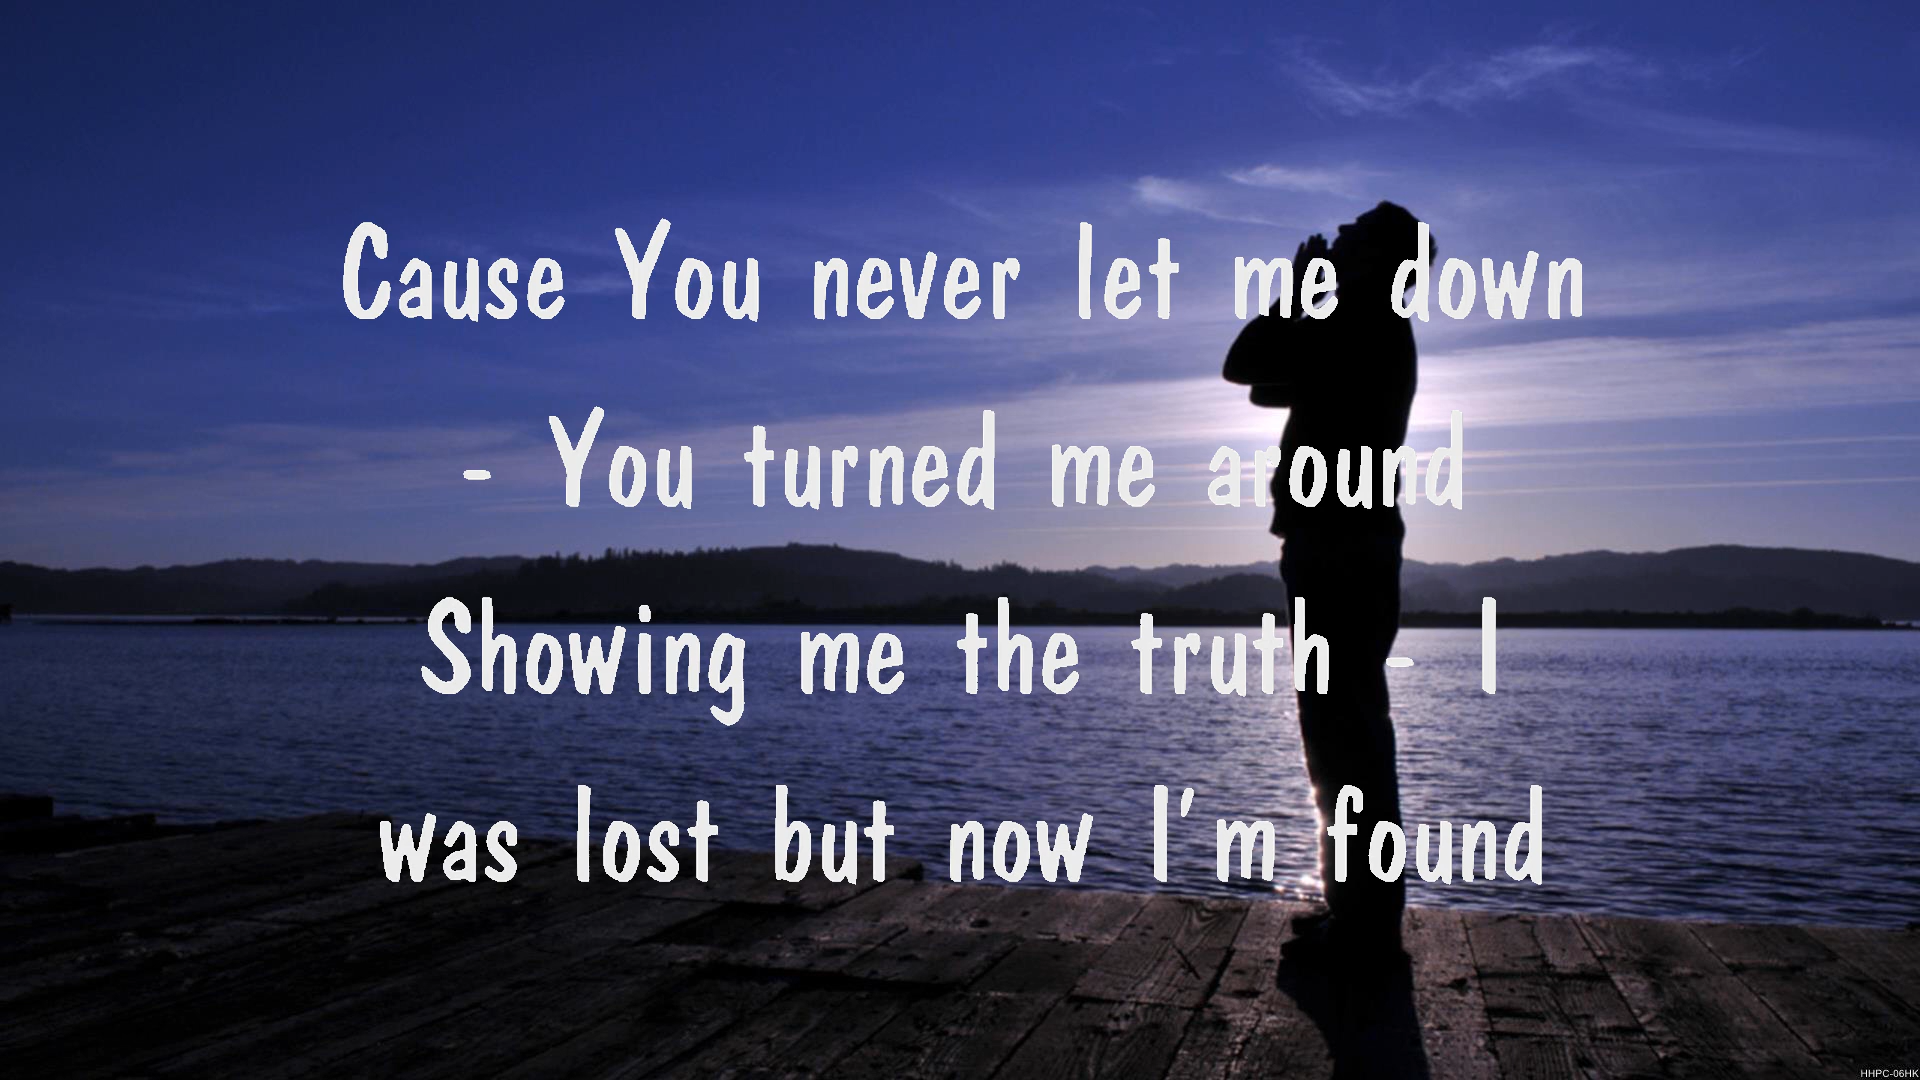 Cause You never let me down
- You turned me around
Showing me the truth - I
was lost but now I'm found
HHPC-06HK